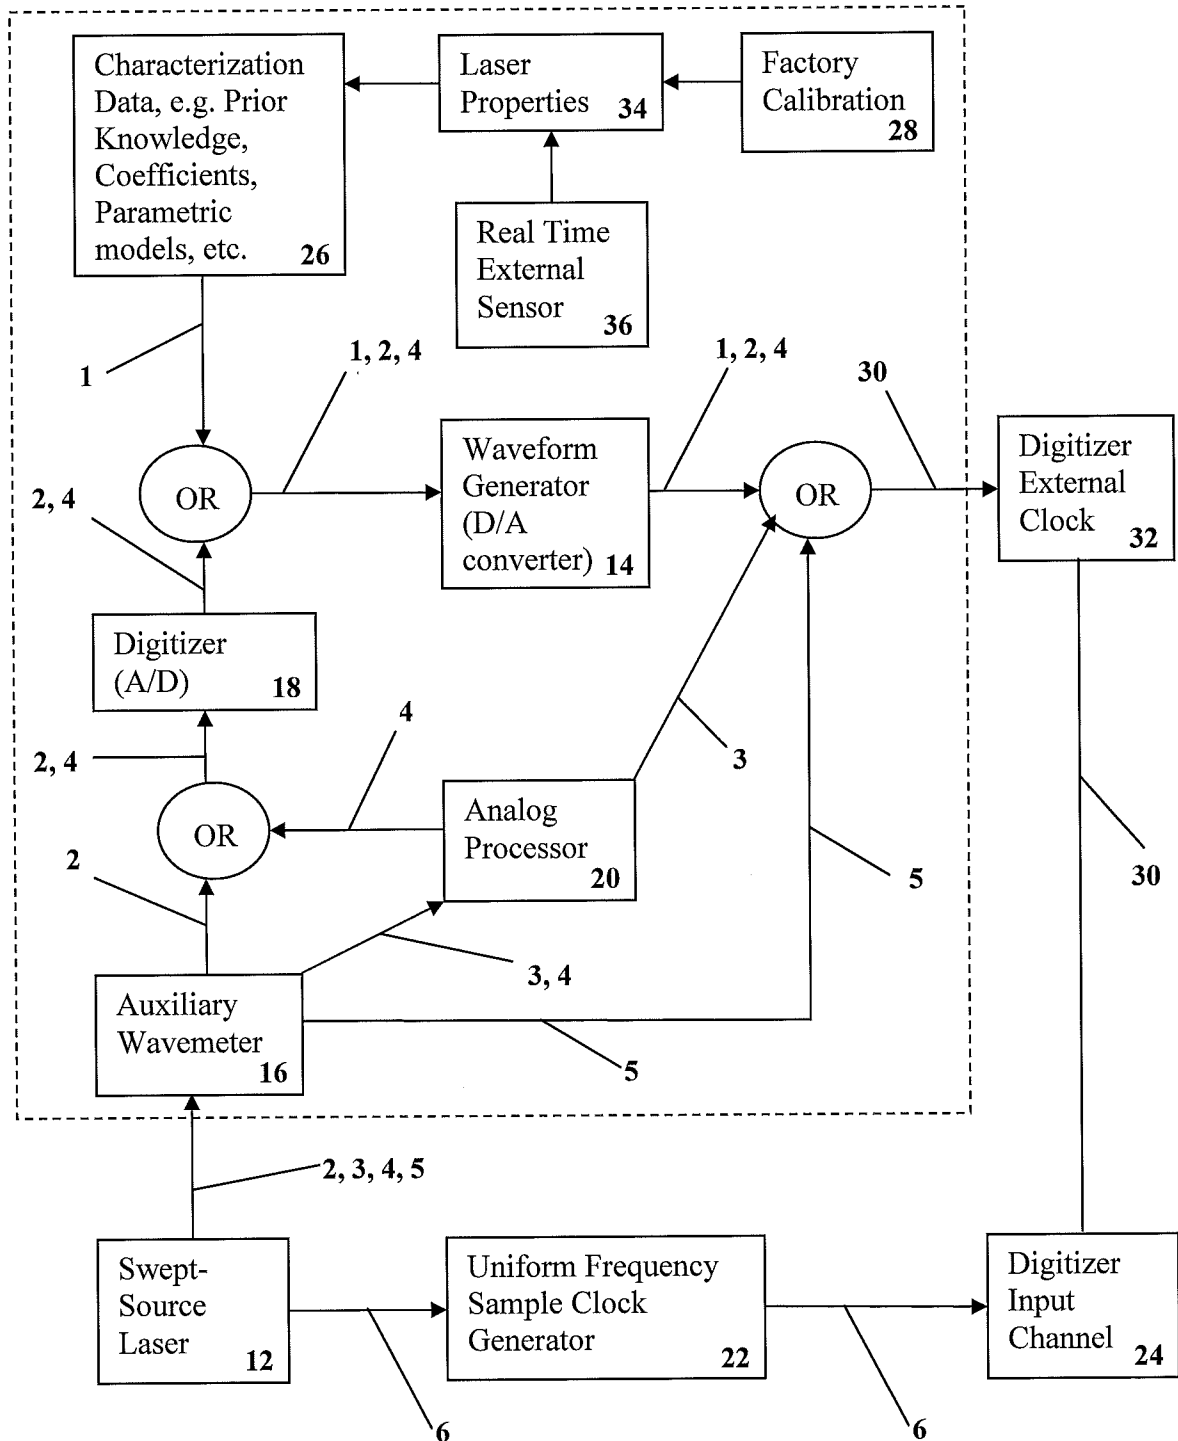 Characterization
Data, e.g. Prior
Knowledge,
Coefficients,
Parametric
models, etc.
26
Laser
Properties
34
Factory
Calibration
28
Real Time
External
Sensor
36
1
1, 2, 4
1, 2, 4
30
OR
Waveform
Generator
(D/A
converter) 14
OR
Digitizer
External
Clock
32
2, 4
Digitizer
(A/D)
18
2, 4
4
3
OR
Analog
Processor
20
2
5
30
3, 4
Auxiliary
Wavemeter
16
5
2, 3, 4, 5
Swept-
Source
Laser
12
Uniform Frequency
Sample Clock
Generator
22
Digitizer
Input
Channel
24
6
6